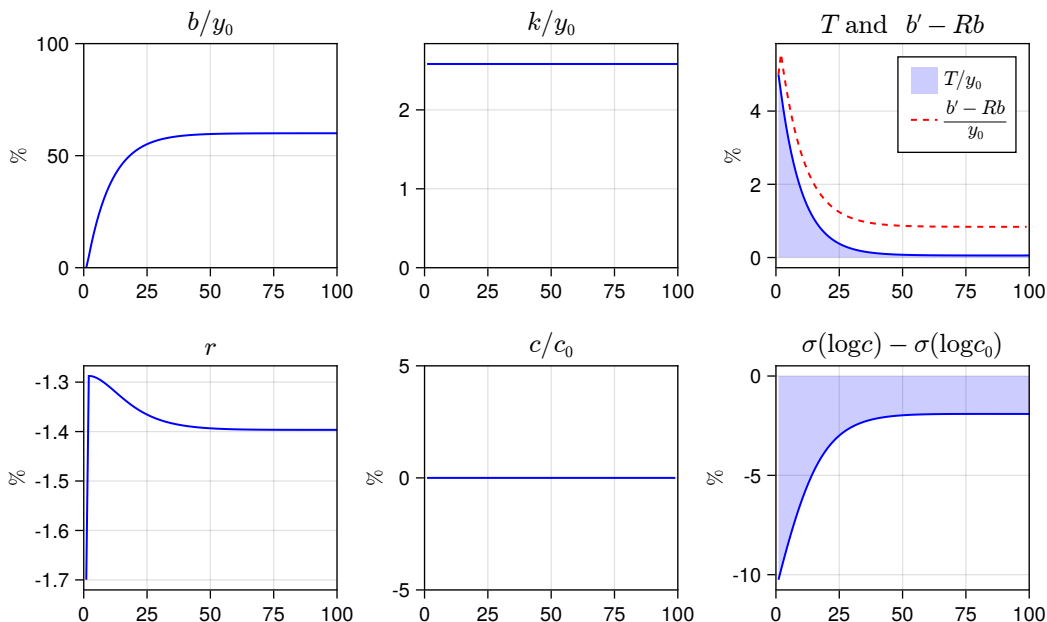 b/y₀
k/y₀
T and b′ − Rb
%
100
50
0
0 25 50 75 100
2
1
0
0 25 50 75 100
%
4
2
0
0 25 50 75 100
T/y₀
b′ − Rb
y₀
r
c/c₀
σ(logc) − σ(logc₀)
%
-1.3
-1.4
-1.5
-1.6
-1.7
0 25 50 75 100
%
5
0
-5
0 25 50 75 100
%
0
-5
-10
0 25 50 75 100